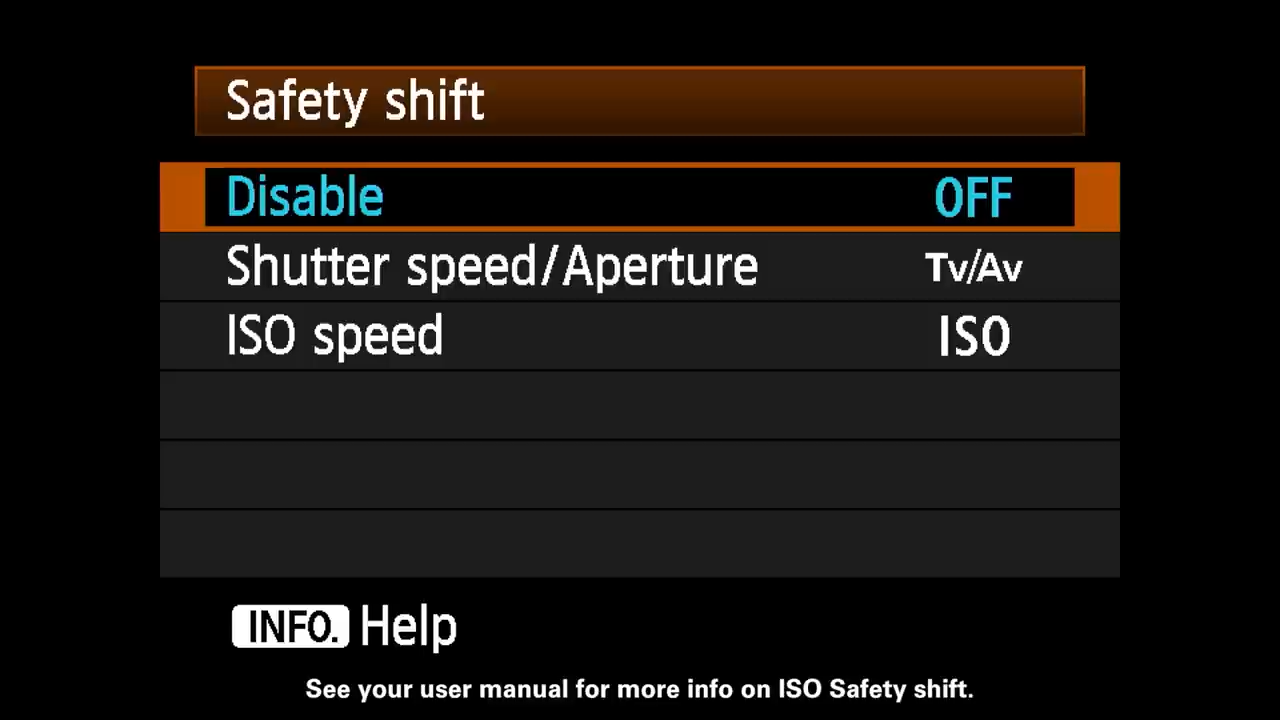 Safety shift
Disable OFF
Shutter speed/Aperture Tv/Av
ISO speed ISO
INFO. Help
See your user manual for more info on ISO Safety shift.